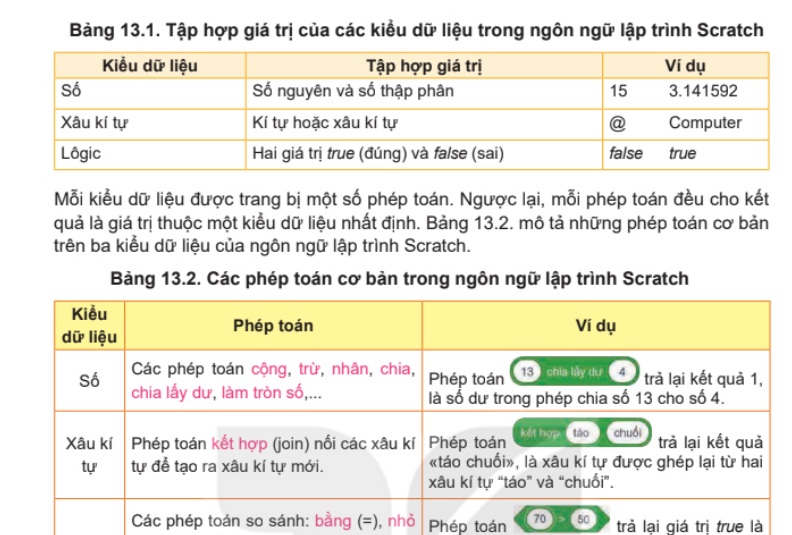 Bảng 13.1. Tập hợp giá trị của các kiểu dữ liệu trong ngôn ngữ lập trình Scratch
Kiểu dữ liệu Tập hợp giá trị Ví dụ
Số Số nguyên và số thập phân 15 3.141592
Xâu kí tự Kí tự hoặc xâu kí tự @ Computer
Lôgic Hai giá trị true (đúng) và false (sai) false true
Mỗi kiểu dữ liệu được trang bị một số phép toán. Ngược lại, mỗi phép toán đều cho kết
quả là giá trị thuộc một kiểu dữ liệu nhất định. Bảng 13.2. mô tả những phép toán cơ bản
trên ba kiểu dữ liệu của ngôn ngữ lập trình Scratch.
Bảng 13.2. Các phép toán cơ bản trong ngôn ngữ lập trình Scratch
Kiểu
dữ liệu
Phép toán
Ví dụ
Số
Các phép toán cộng, trừ, nhân, chia,
chia lấy dư, làm tròn số,...
Phép toán 13 chia lấy dư 4 trả lại kết quả 1,
là số dư trong phép chia số 13 cho số 4.
Xâu kí
tự
Phép toán kết hợp (join) nối các xâu kí
tự để tạo ra xâu kí tự mới.
Phép toán kết hợp táo chuối trả lại kết quả
«táo chuối», là xâu kí tự được ghép lại từ hai
xâu kí tự “táo” và “chuối”.
Các phép toán so sánh: bằng (=), nhỏ
Phép toán 70 > 50 trả lại giá trị true là